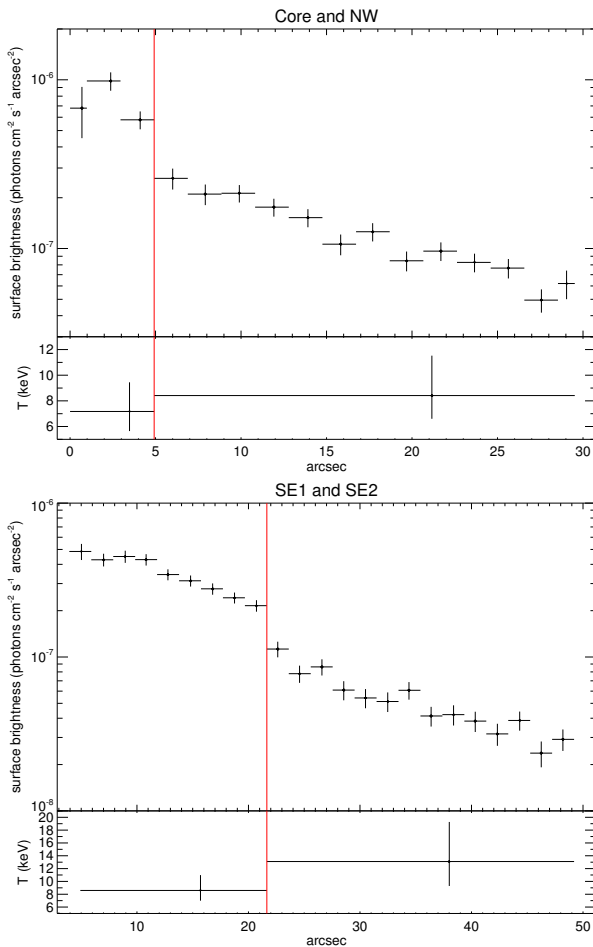 Core and NW
surface brightness (photons cm⁻² s⁻¹ arcsec⁻²)
10⁻⁶
10⁻⁷
T (keV)
12
10
8
6
0 5 10 15 20 25 30
arcsec
SE1 and SE2
surface brightness (photons cm⁻² s⁻¹ arcsec⁻²)
10⁻⁶
10⁻⁷
10⁻⁸
T (keV)
20
18
16
14
12
10
8
6
10 20 30 40 50
arcsec